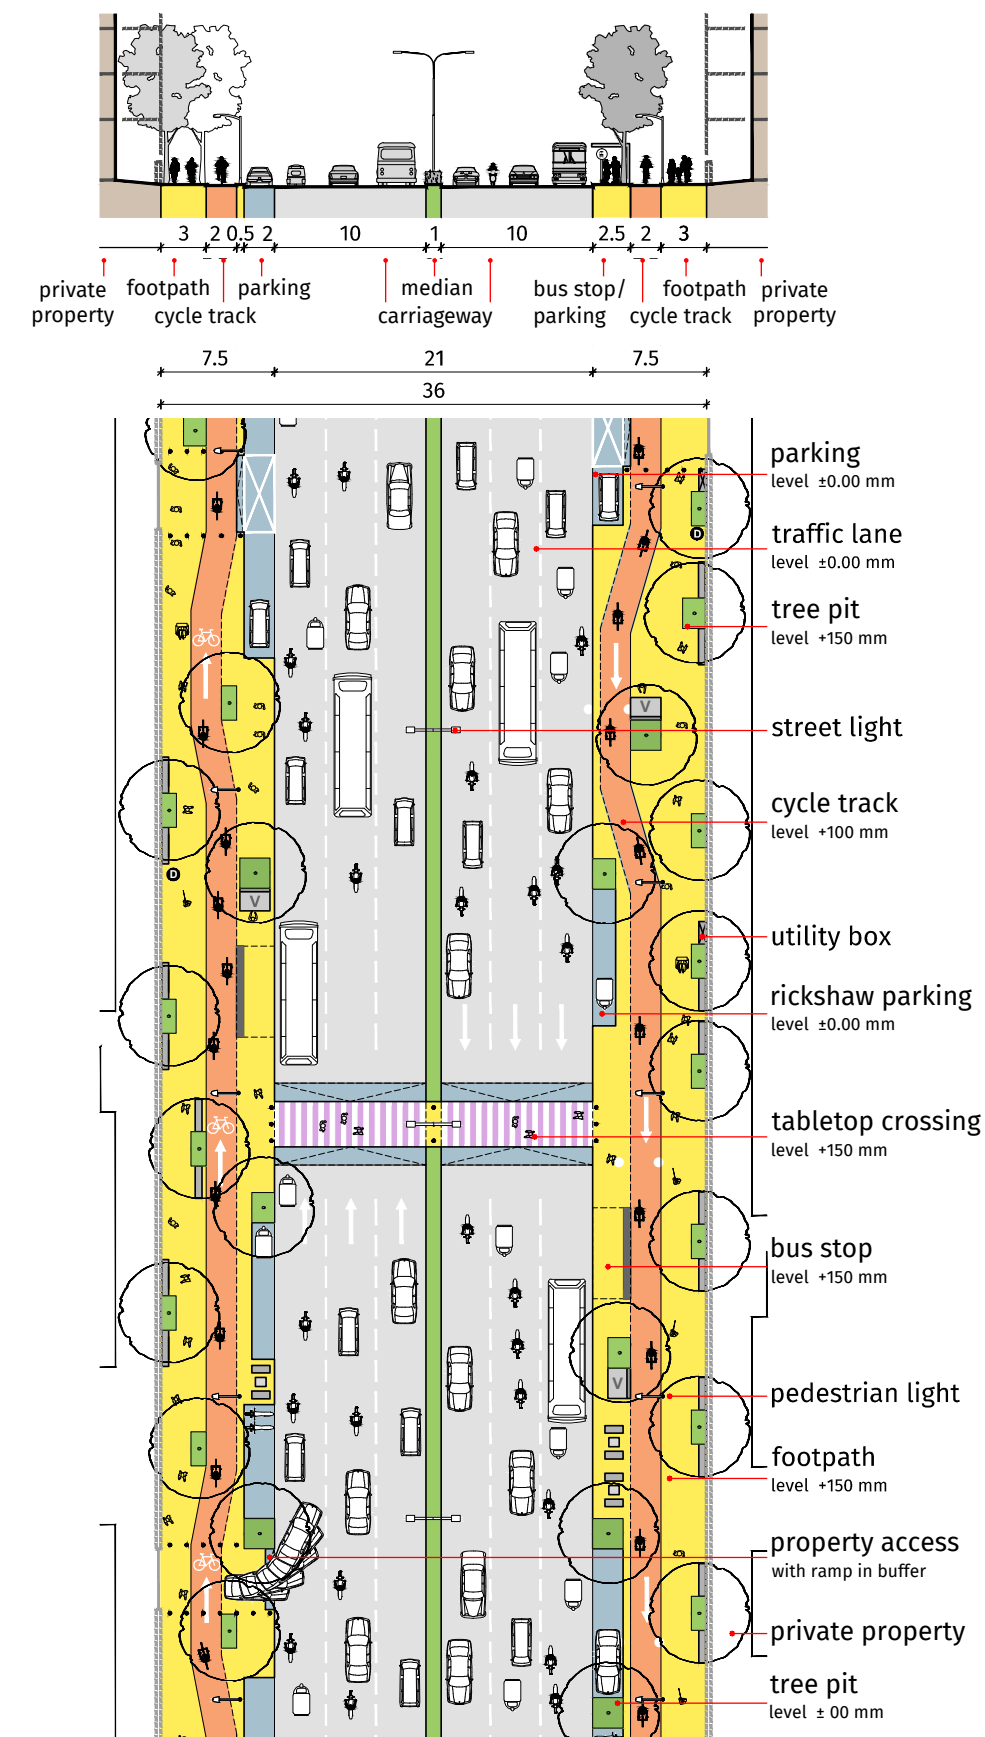 3 2 0.5 2 10 1 10 2.5 2 3
private property
footpath
cycle track
parking
median
carriageway
bus stop/
parking
footpath
cycle track
private
property
7.5 21 7.5
36
parking
level ±0.00 mm
traffic lane
level ±0.00 mm
tree pit
level +150 mm
V
street light
cycle track
level +100 mm
D
D
V
utility box
rickshaw parking
level ±0.00 mm
tabletop crossing
level +150 mm
bus stop
level +150 mm
V
pedestrian light
footpath
level +150 mm
property access
with ramp in buffer
private property
tree pit
level ± 00 mm